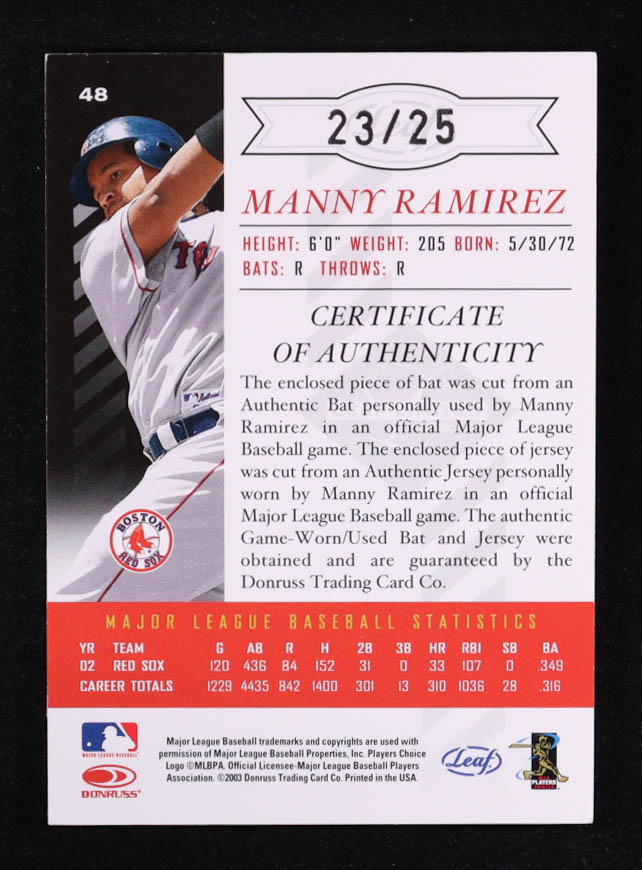 48
23/25
MANNY RAMIREZ
HEIGHT: 6'0" WEIGHT: 205 BORN: 5/30/72
BATS: R THROWS: R
CERTIFICATE
OF AUTHENTICITY
The enclosed piece of bat was cut from an
Authentic Bat personally used by Manny
Ramirez in an official Major League
Baseball game. The enclosed piece of jersey
was cut from an Authentic Jersey personally
worn by Manny Ramirez in an official
Major League Baseball game. The authentic
Game-Worn/Used Bat and Jersey were
obtained and are guaranteed by the
Donruss Trading Card Co.
BOSTON
RED SOX
MAJOR LEAGUE BASEBALL STATISTICS
YR TEAM G AB R H 2B 3B HR RBI SB BA
02 RED SOX 120 436 84 152 31 0 33 107 0 .349
CAREER TOTALS 1229 4435 842 1400 301 13 310 1036 28 .316
MAJOR LEAGUE BASEBALL
DONRUSS
Major League Baseball trademarks and copyrights are used with
permission of Major League Baseball Properties, Inc. Players Choice
Logo ©MLBPA. Official Licensee-Major League Baseball Players
Association. ©2003 Donruss Trading Card Co. Printed in the USA.
Leaf
PLAYERS
CHOICE